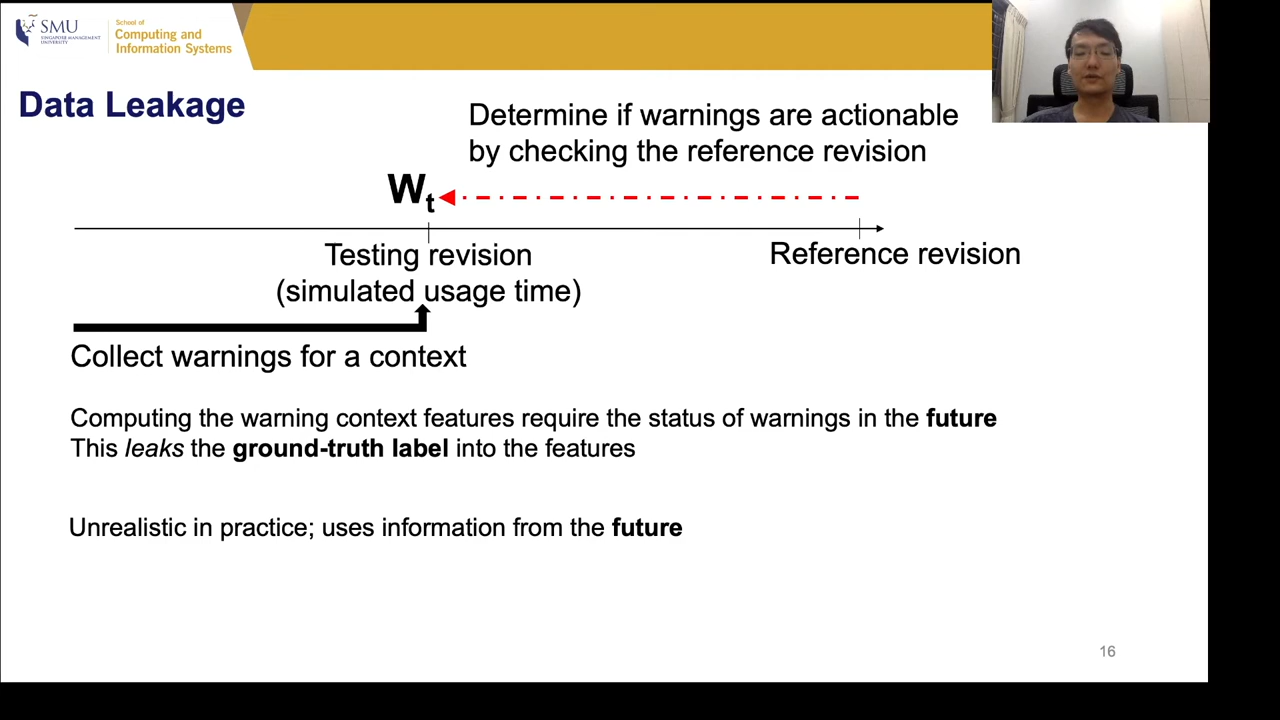 SMU
SINGAPORE MANAGEMENT
UNIVERSITY
School of
Computing and
Information Systems
Data Leakage
Determine if warnings are actionable
by checking the reference revision
Wt
Testing revision
(simulated usage time)
Reference revision
Collect warnings for a context
Computing the warning context features require the status of warnings in the future
This leaks the ground-truth label into the features
Unrealistic in practice; uses information from the future
16